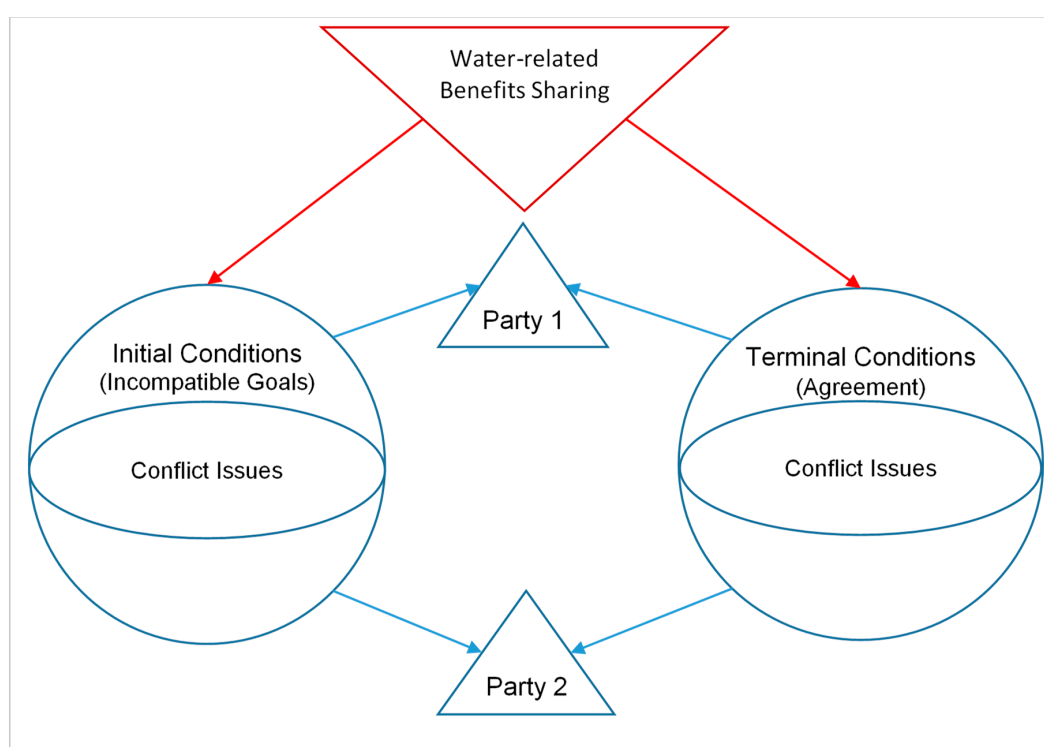 Water-related
Benefits Sharing
Party 1
Initial Conditions
(Incompatible Goals)
Terminal Conditions
(Agreement)
Conflict Issues
Conflict Issues
Party 2